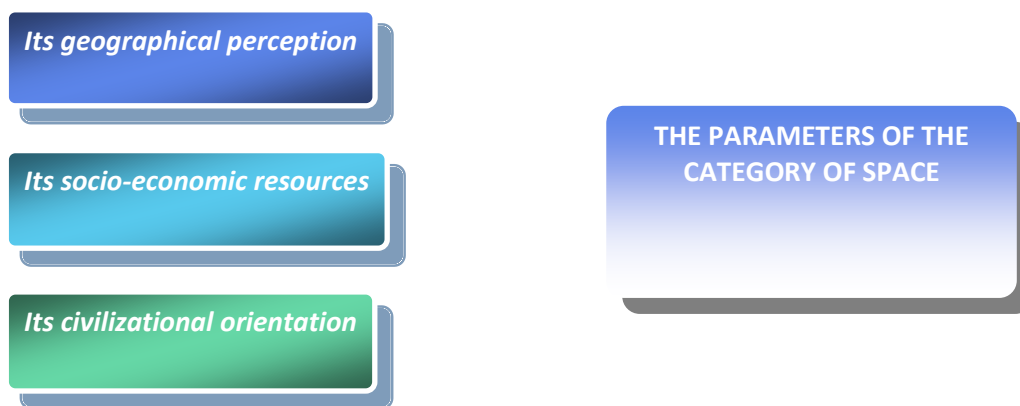 Its geographical perception
THE PARAMETERS OF THE
CATEGORY OF SPACE
Its socio-economic resources
Its civilizational orientation